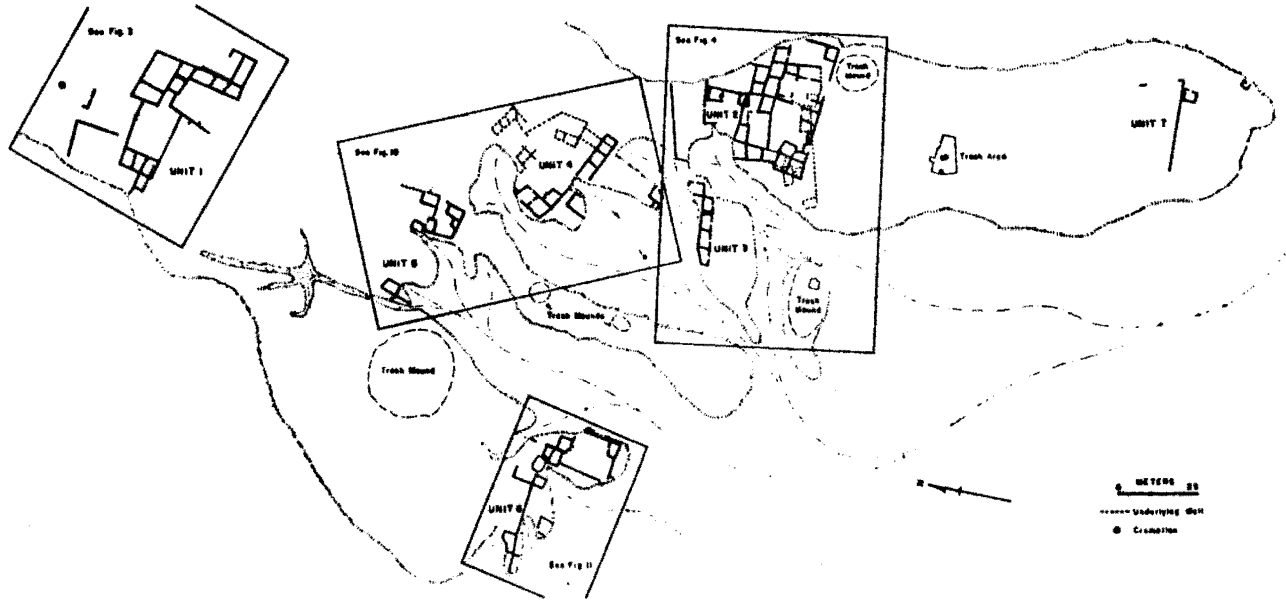 See Fig. 3
UNIT 1
See Fig. 10
UNIT 4
UNIT 5
See Fig. 4
Trash
Mound
UNIT 2
UNIT 3
Trash
Mound
Trash Area
UNIT 7
Trash Mounds
Trash Mound
UNIT 6
See Fig. 11
N
0 METERS 25
Underlying Wall
Cremation